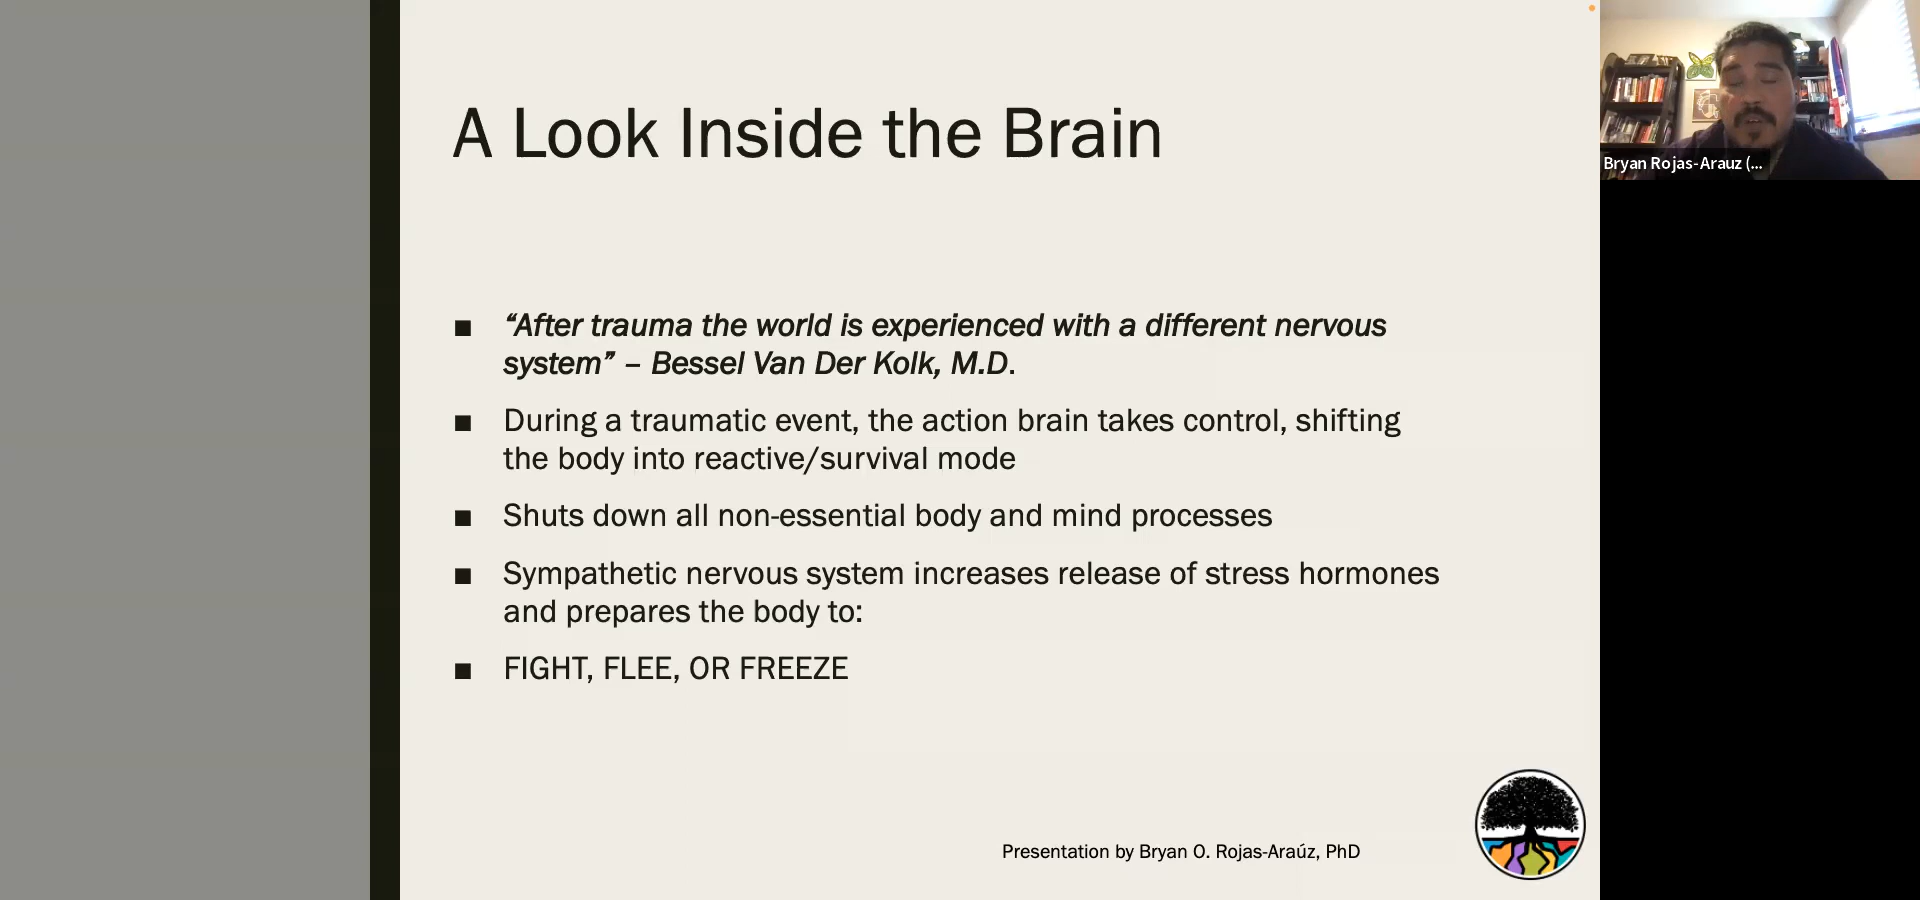 A Look Inside the Brain
■ “After trauma the world is experienced with a different nervous
system” – Bessel Van Der Kolk, M.D.
■ During a traumatic event, the action brain takes control, shifting
the body into reactive/survival mode
■ Shuts down all non-essential body and mind processes
■ Sympathetic nervous system increases release of stress hormones
and prepares the body to:
■ FIGHT, FLEE, OR FREEZE
Presentation by Bryan O. Rojas-Araúz, PhD
Bryan Rojas-Arauz (...